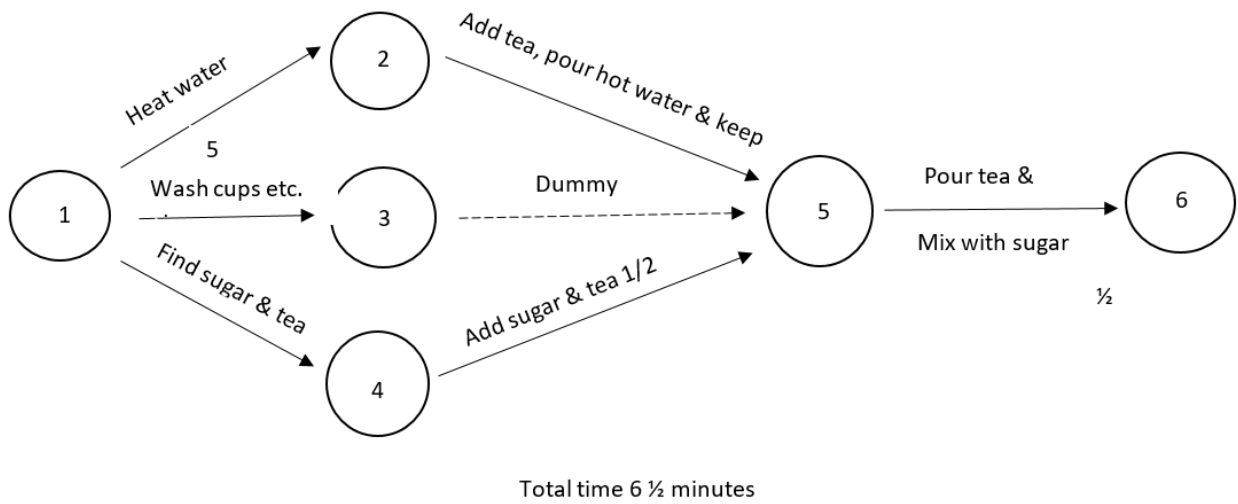 Heat water
5
2
Add tea, pour hot water & keep
1
Wash cups etc.
3
Dummy
5
Pour tea &
Mix with sugar
½
6
Find sugar & tea
4
Add sugar & tea 1/2
Total time 6 ½ minutes